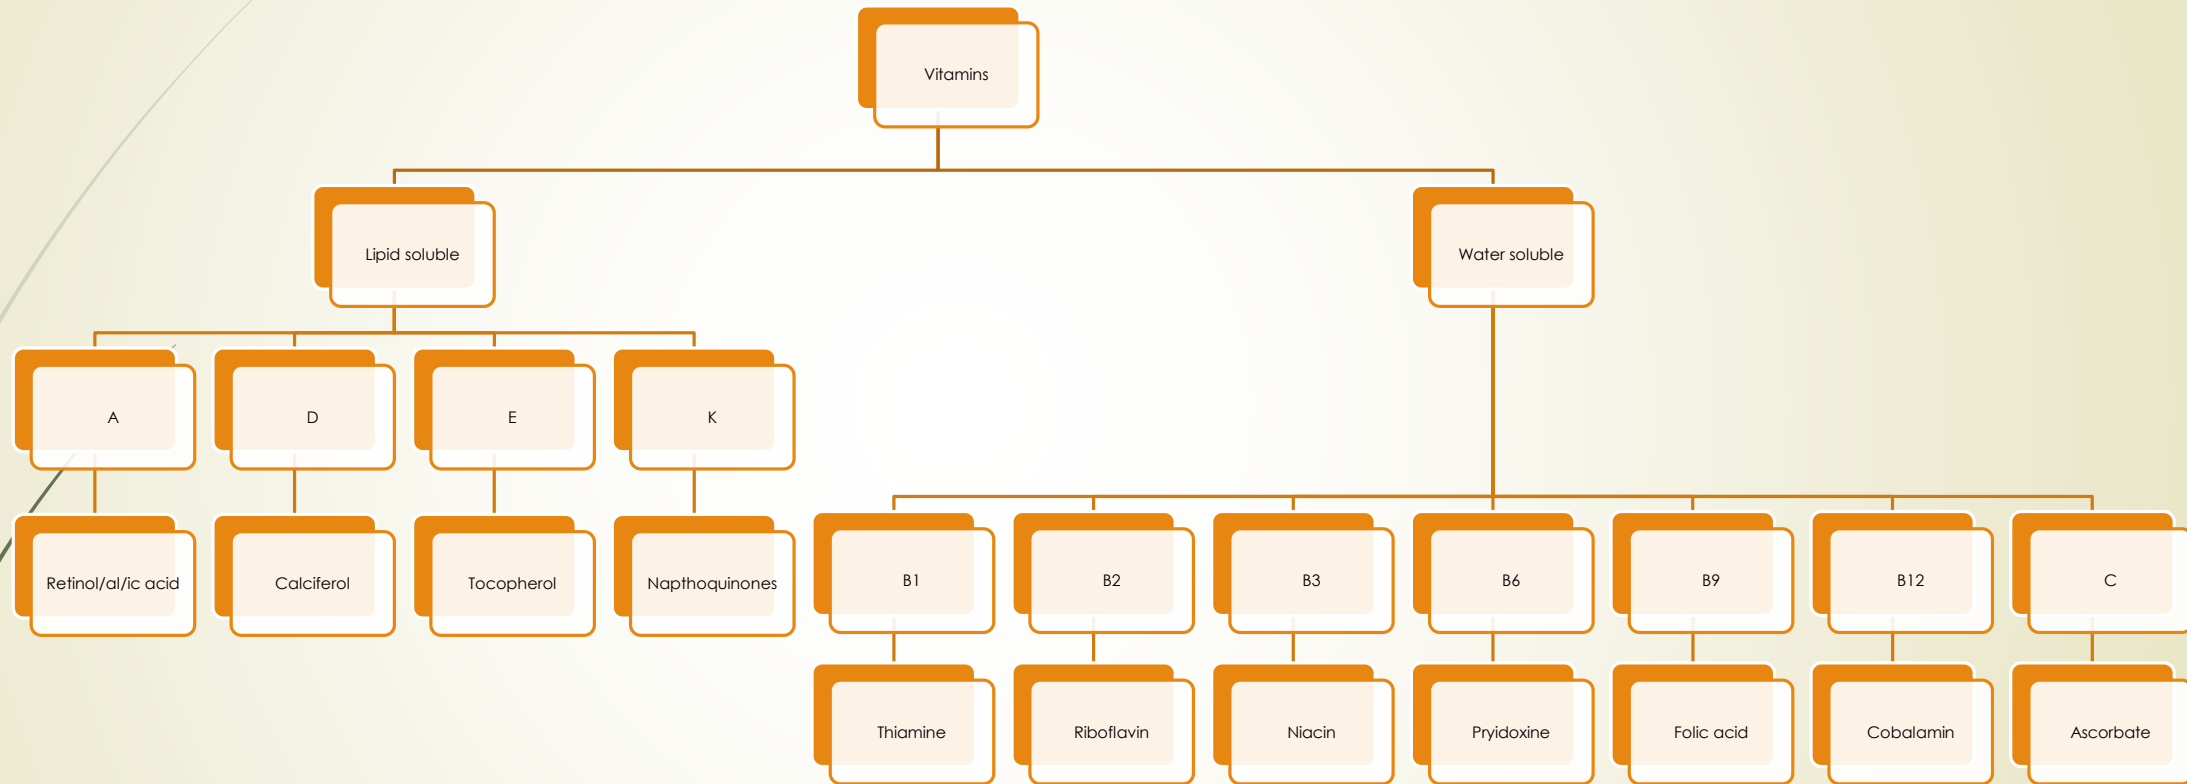 Vitamins
Lipid soluble
Water soluble
A
D
E
K
Retinol/al/ic acid
Calciferol
Tocopherol
Napthoquinones
B1
B2
B3
B6
B9
B12
C
Thiamine
Riboflavin
Niacin
Pryidoxine
Folic acid
Cobalamin
Ascorbate